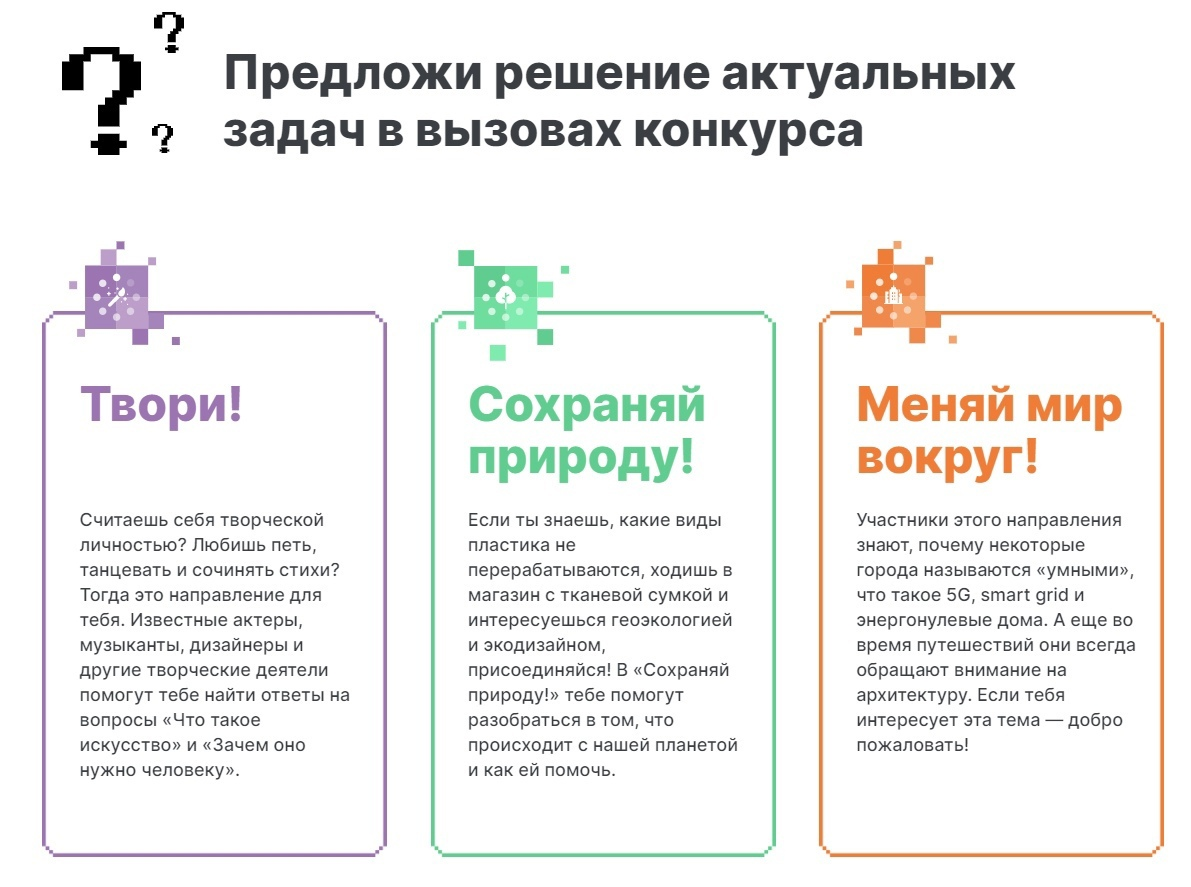 Предложи решение актуальных
задач в вызовах конкурса
Твори!
Считаешь себя творческой
личностью? Любишь петь,
танцевать и сочинять стихи?
Тогда это направление для
тебя. Известные актеры,
музыканты, дизайнеры и
другие творческие деятели
помогут тебе найти ответы на
вопросы «Что такое
искусство» и «Зачем оно
нужно человеку».
Сохраняй
природу!
Если ты знаешь, какие виды
пластика не
перерабатываются, ходишь в
магазин с тканевой сумкой и
интересуешься геоэкологией
и экодизайном,
присоединяйся! В «Сохраняй
природу!» тебе помогут
разобраться в том, что
происходит с нашей планетой
и как ей помочь.
Меняй мир
вокруг!
Участники этого направления
знают, почему некоторые
города называются «умными»,
что такое 5G, smart grid и
энергонулевые дома. А еще во
время путешествий они всегда
обращают внимание на
архитектуру. Если тебя
интересует эта тема — добро
пожаловать!